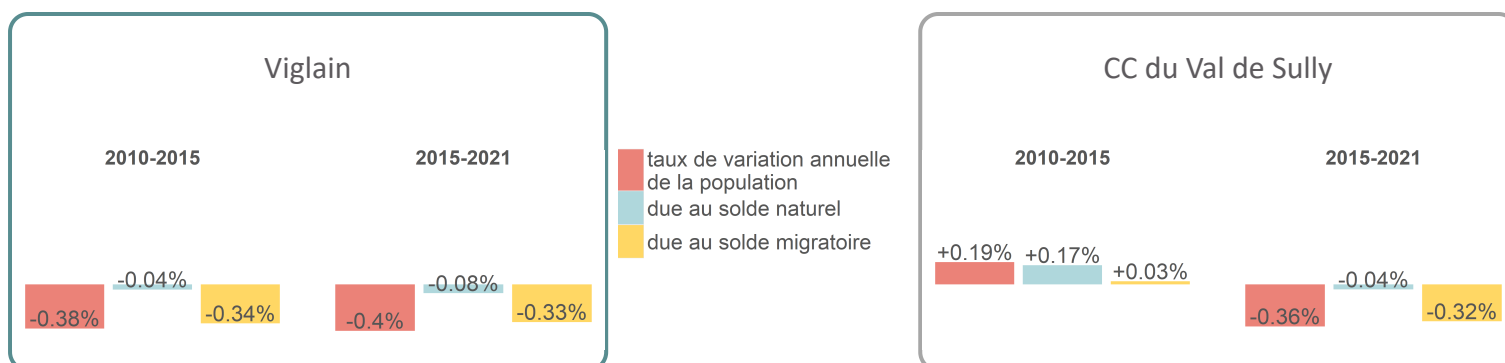 Viglain
2010-2015
2015-2021
-0.38%
-0.04%
-0.34%
-0.4%
-0.08%
-0.33%
taux de variation annuelle
de la population
due au solde naturel
due au solde migratoire
CC du Val de Sully
2010-2015
2015-2021
+0.19%
+0.17%
+0.03%
-0.36%
-0.04%
-0.32%